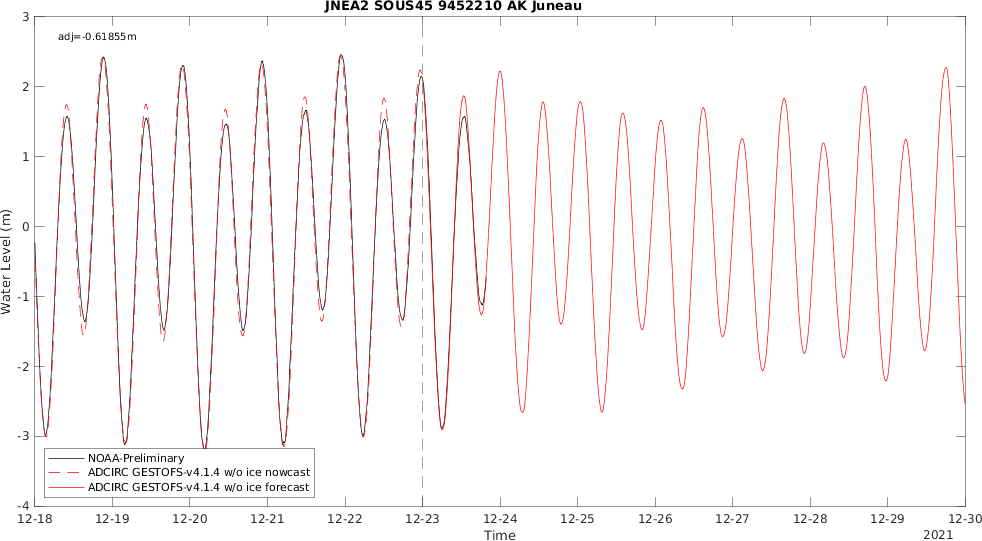 JNEA2 SOUS45 9452210 AK Juneau
adj=-0.61855m
3
2
1
0
-1
-2
-3
-4
Water Level (m)
NOAA-Preliminary
ADCIRC GESTOFS-v4.1.4 w/o ice nowcast
ADCIRC GESTOFS-v4.1.4 w/o ice forecast
12-18 12-19 12-20 12-21 12-22 12-23 12-24 12-25 12-26 12-27 12-28 12-29 12-30
Time
2021